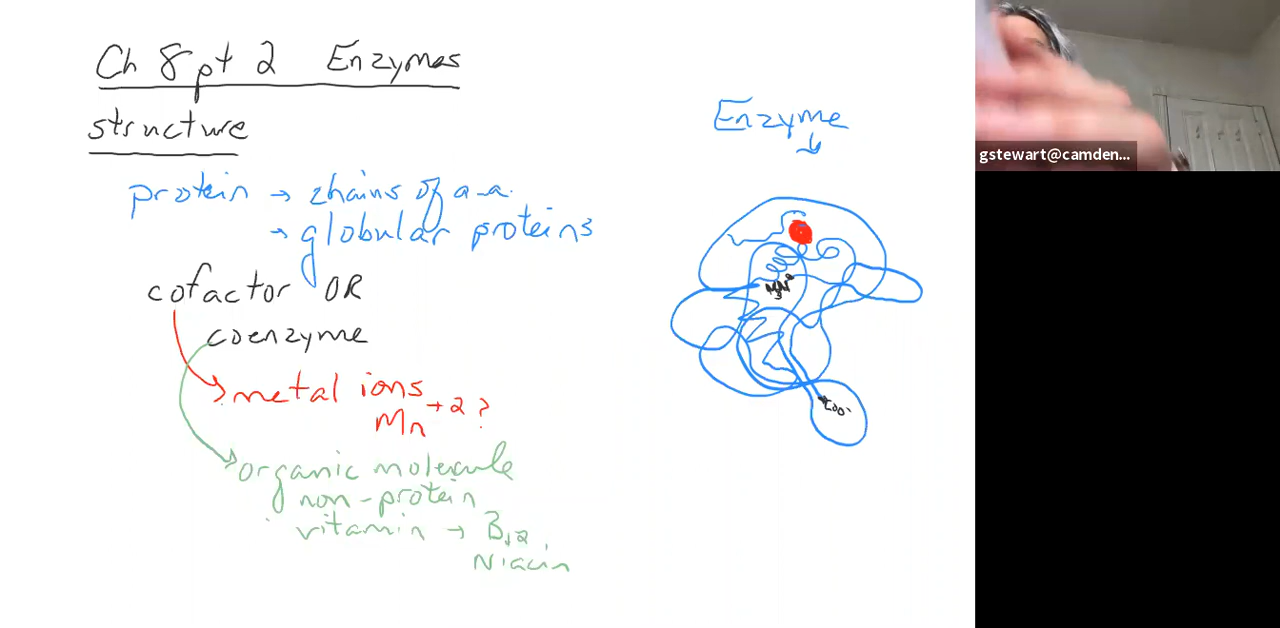 Ch 8 pt 2 Enzymes
structure
protein → chains of a-a.
→ globular proteins
cofactor OR
coenzyme
metal ions
Mn +2 ?
organic molecule
non-protein
vitamin → B12
Niacin
Enzyme
COO-
gstewart@camden...